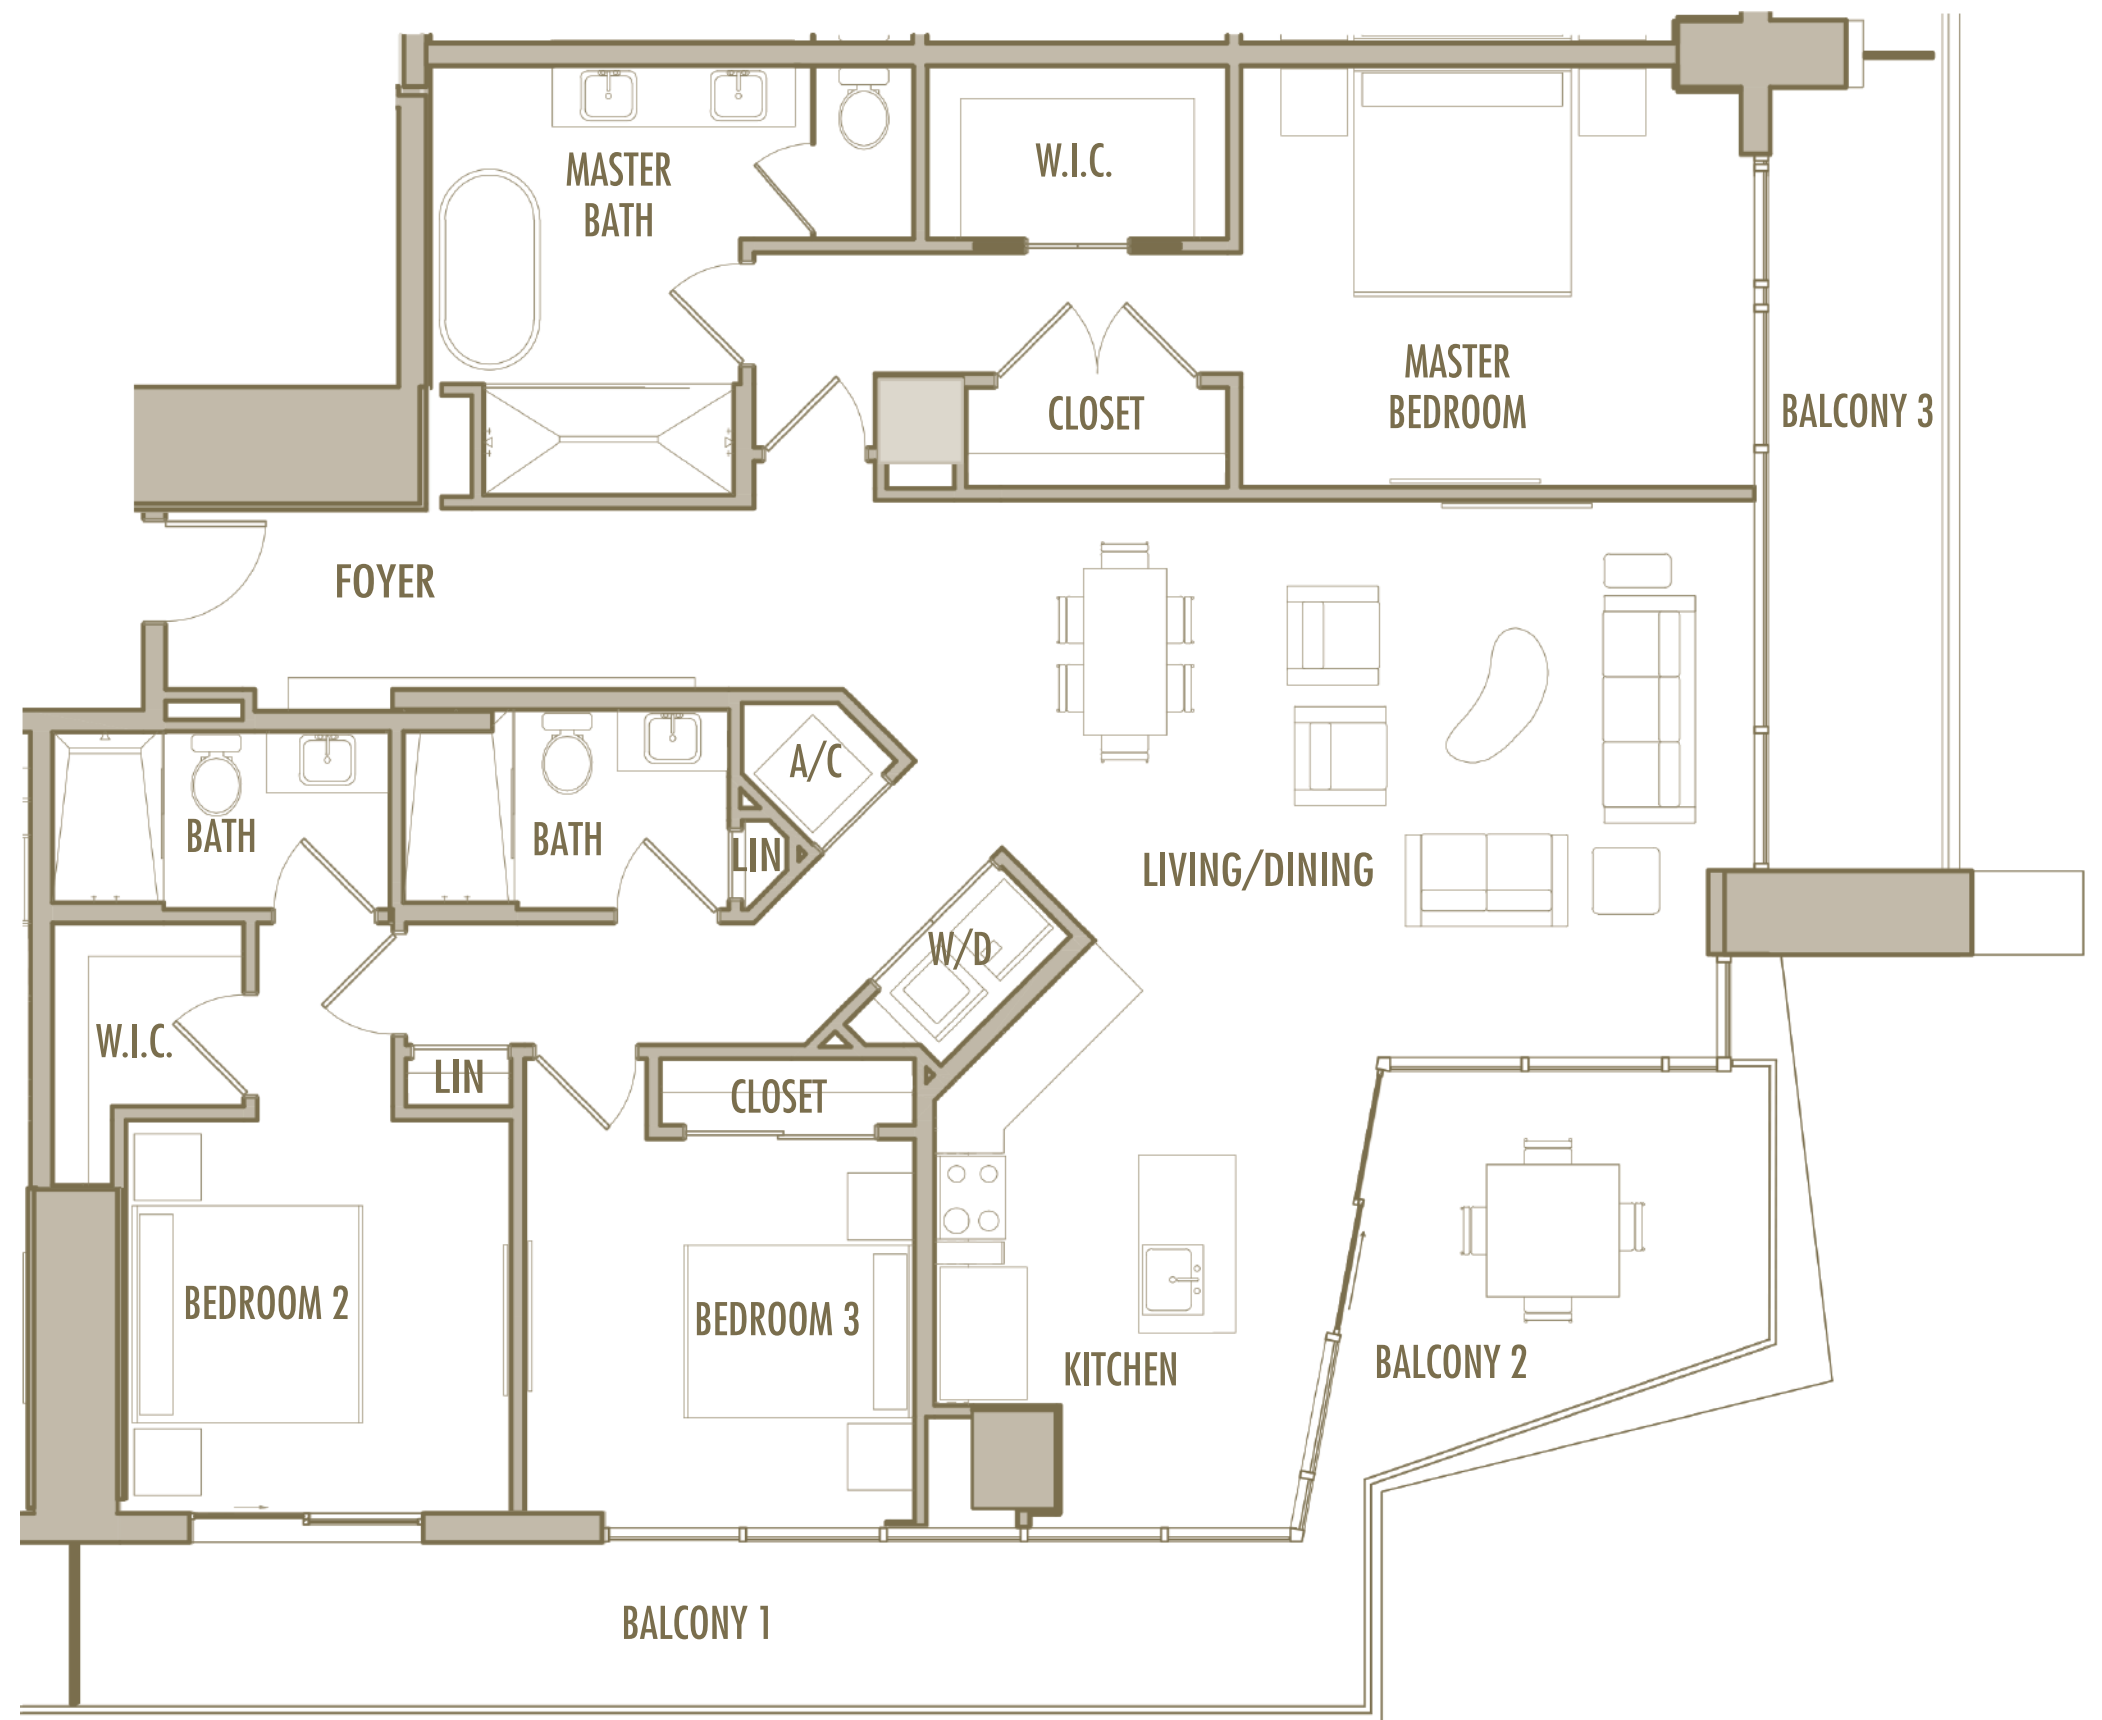 MASTER
BATH
W.I.C.
MASTER
BEDROOM
CLOSET
BALCONY 3
FOYER
A/C
BATH
BATH
LIN
LIVING/DINING
W/D
W.I.C.
LIN
CLOSET
BEDROOM 2
BEDROOM 3
KITCHEN
BALCONY 2
BALCONY 1